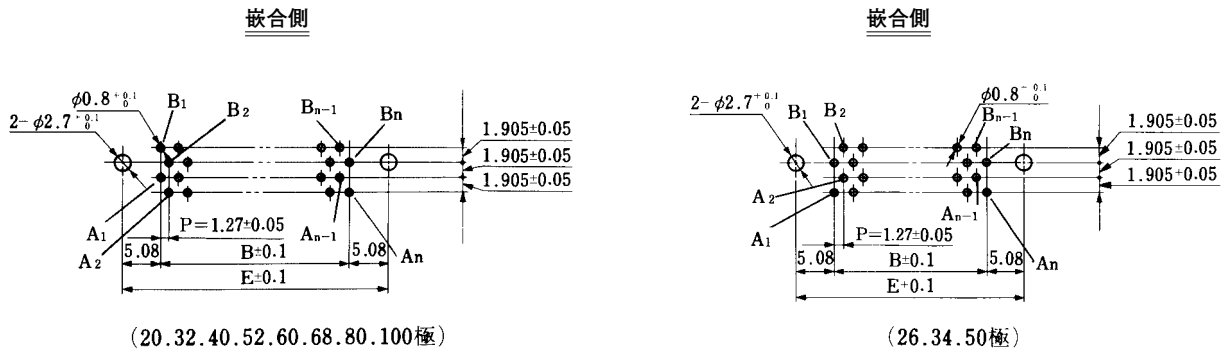 嵌合側
φ0.8 +0.1 0
B1
B2
Bn-1
Bn
2-φ2.7 +0.1 0
1.905±0.05
1.905±0.05
1.905±0.05
A1
A2
P=1.27±0.05
An-1
An
5.08
B±0.1
5.08
E±0.1
(20.32.40.52.60.68.80.100極)
嵌合側
2-φ2.7 +0.1 0
B1
B2
φ0.8 +0.1 0
Bn-1
Bn
1.905±0.05
1.905±0.05
1.905+0.05
A2
A1
An-1
An
P=1.27±0.05
5.08
B±0.1
5.08
E+0.1
(26.34.50極)